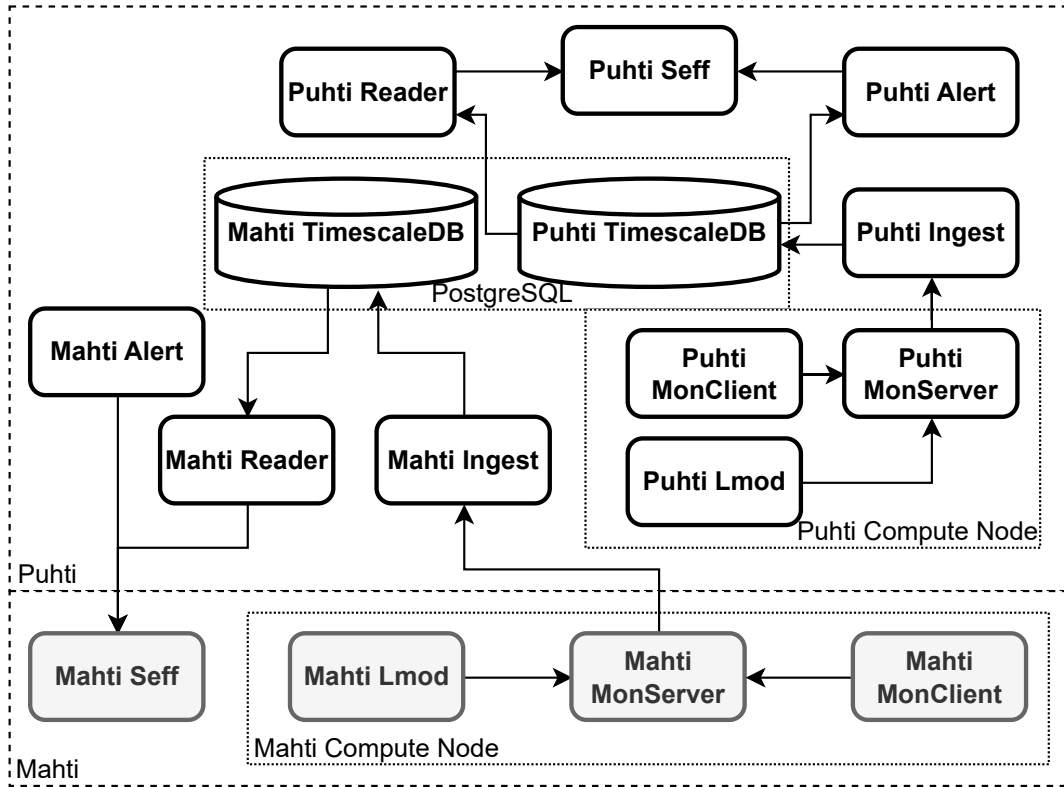 Puhti Reader
Puhti Seff
Puhti Alert
Mahti TimescaleDB
Puhti TimescaleDB
Puhti Ingest
PostgreSQL
Mahti Alert
Puhti
MonClient
Puhti
MonServer
Mahti Reader
Mahti Ingest
Puhti Lmod
Puhti Compute Node
Puhti
Mahti Seff
Mahti Lmod
Mahti
MonServer
Mahti
MonClient
Mahti Compute Node
Mahti